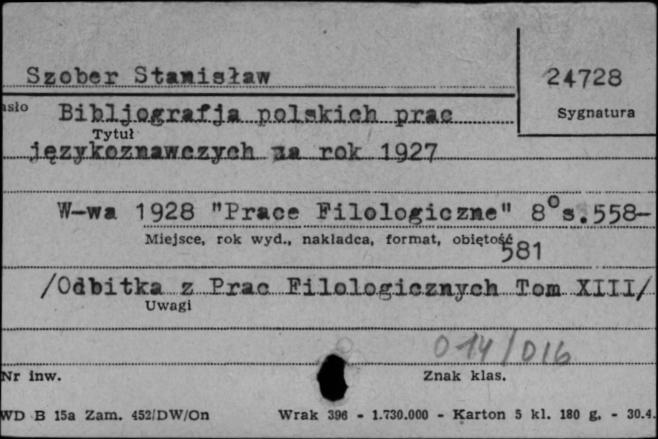 Szober Stanisław
24728
asło
Sygnatura
Bibljografja polskich prac
Tytuł
językoznawczych za rok 1927
W-wa 1928 "Prace Filologiczne" 8° s.558-
Miejsce, rok wyd., nakładca, format, obiętość
581
/Odbitka z Prac Filologicznych Tom XIII/
Uwagi
014/016
Nr inw.
Znak klas.
WD B 15a Zam. 452/DW/On Wrak 396 - 1.730.000 - Karton 5 kl. 180 g. - 30.4.